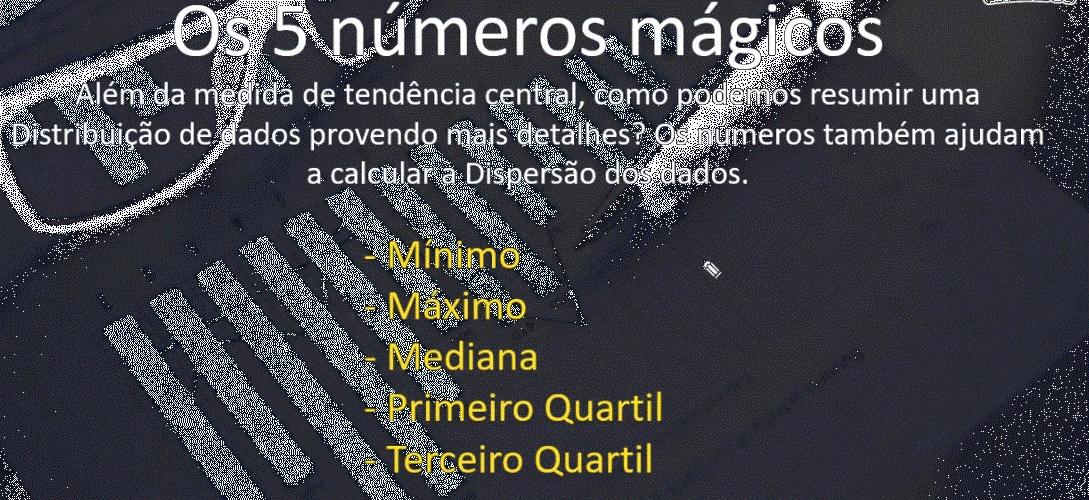 Os 5 números mágicos
Além da medida de tendência central, como podemos resumir uma
Distribuição de dados provendo mais detalhes? Os números também ajudam
a calcular a Dispersão dos dados.
- Mínimo
- Máximo
- Mediana
- Primeiro Quartil
- Terceiro Quartil